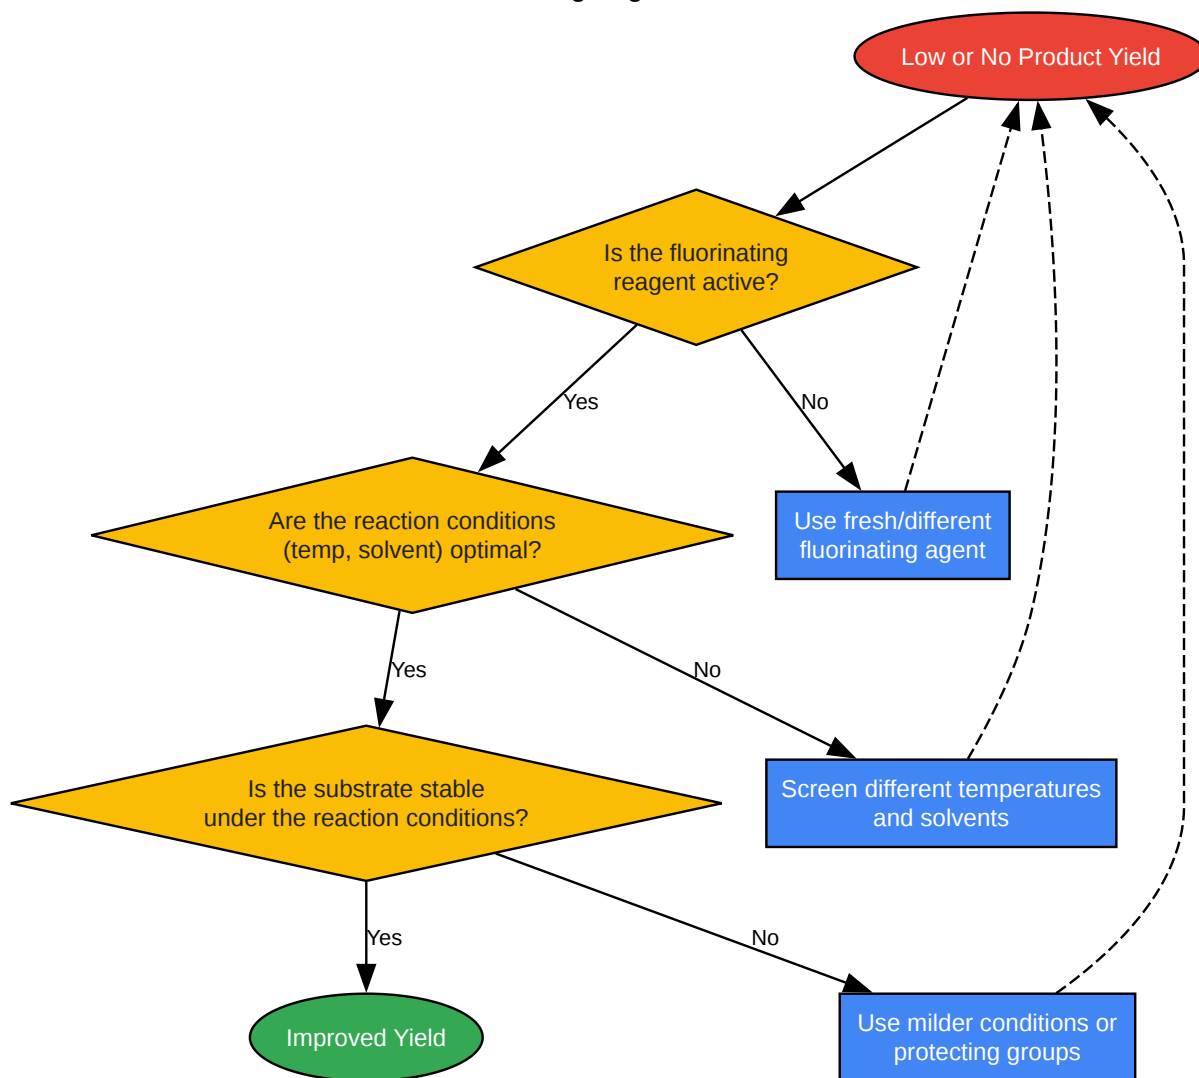 Low or No Product Yield
Is the fluorinating
reagent active?
Yes
No
Use fresh/different
fluorinating agent
Are the reaction conditions
(temp, solvent) optimal?
Yes
No
Screen different temperatures
and solvents
Is the substrate stable
under the reaction conditions?
Yes
No
Improved Yield
Use milder conditions or
protecting groups